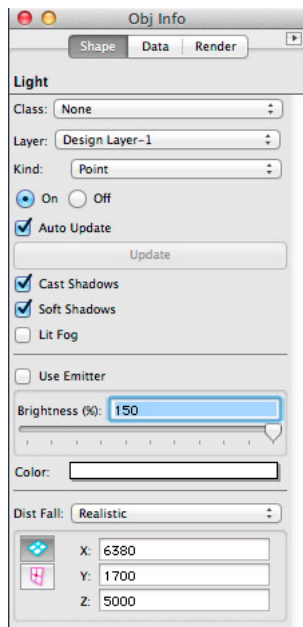 Obj Info
Shape Data Render
Light
Class: None
Layer: Design Layer-1
Kind: Point
On Off
Auto Update
Update
Cast Shadows
Soft Shadows
Lit Fog
Use Emitter
Brightness (%): 150
Color:
Dist Fall: Realistic
X: 6380
Y: 1700
Z: 5000